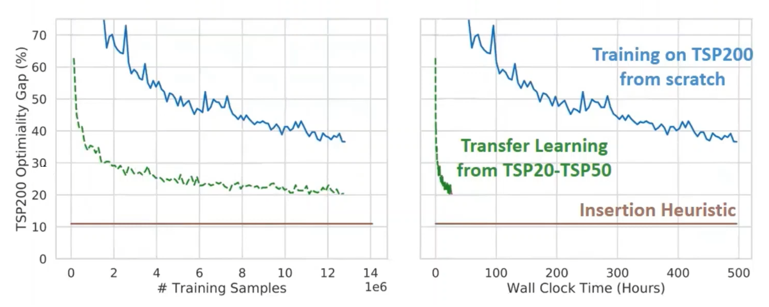 70
60
50
40
30
20
10
0
TSP200 Optimiality Gap (%)
0 2 4 6 8 10 12 14
1e6
# Training Samples
Training on TSP200
from scratch
Transfer Learning
from TSP20-TSP50
Insertion Heuristic
0 100 200 300 400 500
Wall Clock Time (Hours)